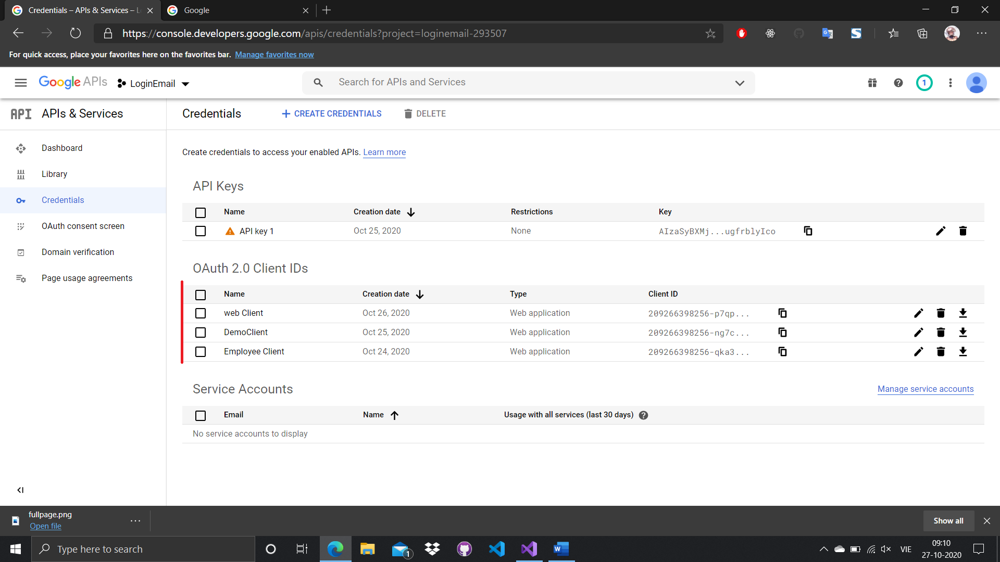 Credentials – APIs & Services – L
Google
https://console.developers.google.com/apis/credentials?project=loginemail-293507
For quick access, place your favorites here on the favorites bar. Manage favorites now
Google APIs LoginEmail
Search for APIs and Services
1
API APIs & Services
Credentials CREATE CREDENTIALS DELETE
Dashboard
Library
Credentials
OAuth consent screen
Domain verification
Page usage agreements
Create credentials to access your enabled APIs. Learn more
API Keys
Name Creation date Restrictions Key
API key 1 Oct 25, 2020 None AIzaSyBXMj...ugfrblyIco
OAuth 2.0 Client IDs
Name Creation date Type Client ID
web Client Oct 26, 2020 Web application 209266398256-p7qp...
DemoClient Oct 25, 2020 Web application 209266398256-ng7c...
Employee Client Oct 24, 2020 Web application 209266398256-qka3...
Service Accounts Manage service accounts
Email Name Usage with all services (last 30 days)
No service accounts to display
fullpage.png
Open file
Show all
Type here to search
1
VIE
09:10
27-10-2020